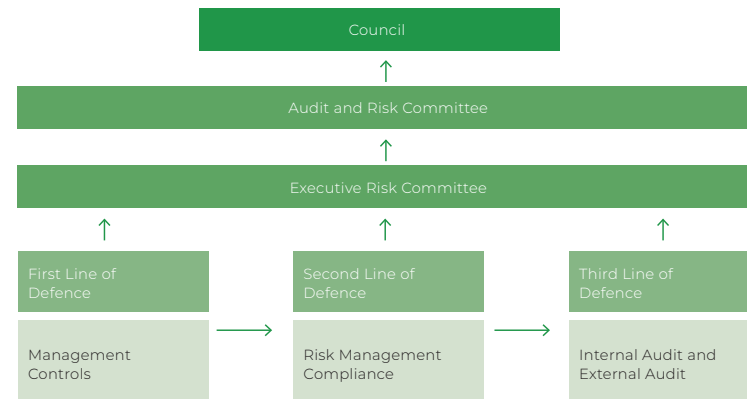 Council
Audit and Risk Committee
Executive Risk Committee
First Line of
Defence
Second Line of
Defence
Third Line of
Defence
Management
Controls
Risk Management
Compliance
Internal Audit and
External Audit